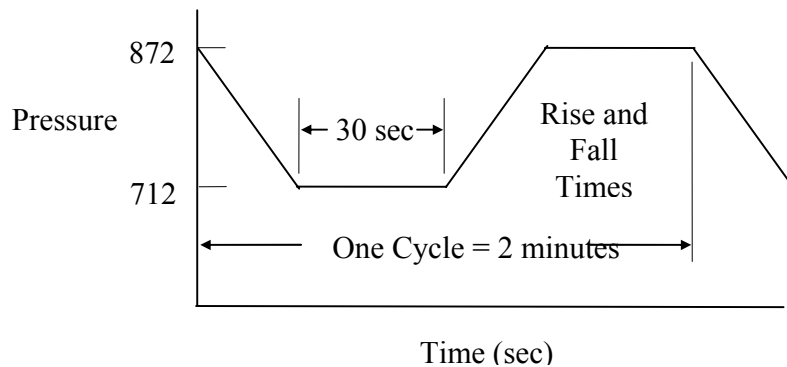 872
Pressure
30 sec
Rise and
Fall
Times
712
One Cycle = 2 minutes
Time (sec)